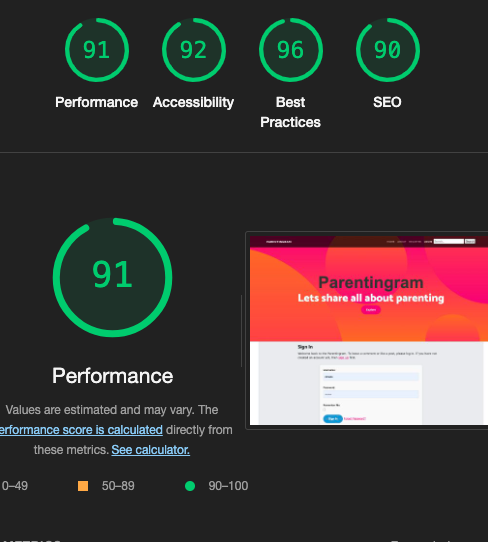 91
92
96
90
Performance
Accessibility
Best
Practices
SEO
91
Performance
Values are estimated and may vary. The
erformance score is calculated directly from
these metrics. See calculator.
0–49
50–89
90–100
Parentingram
Lets share all about parenting
Sign In